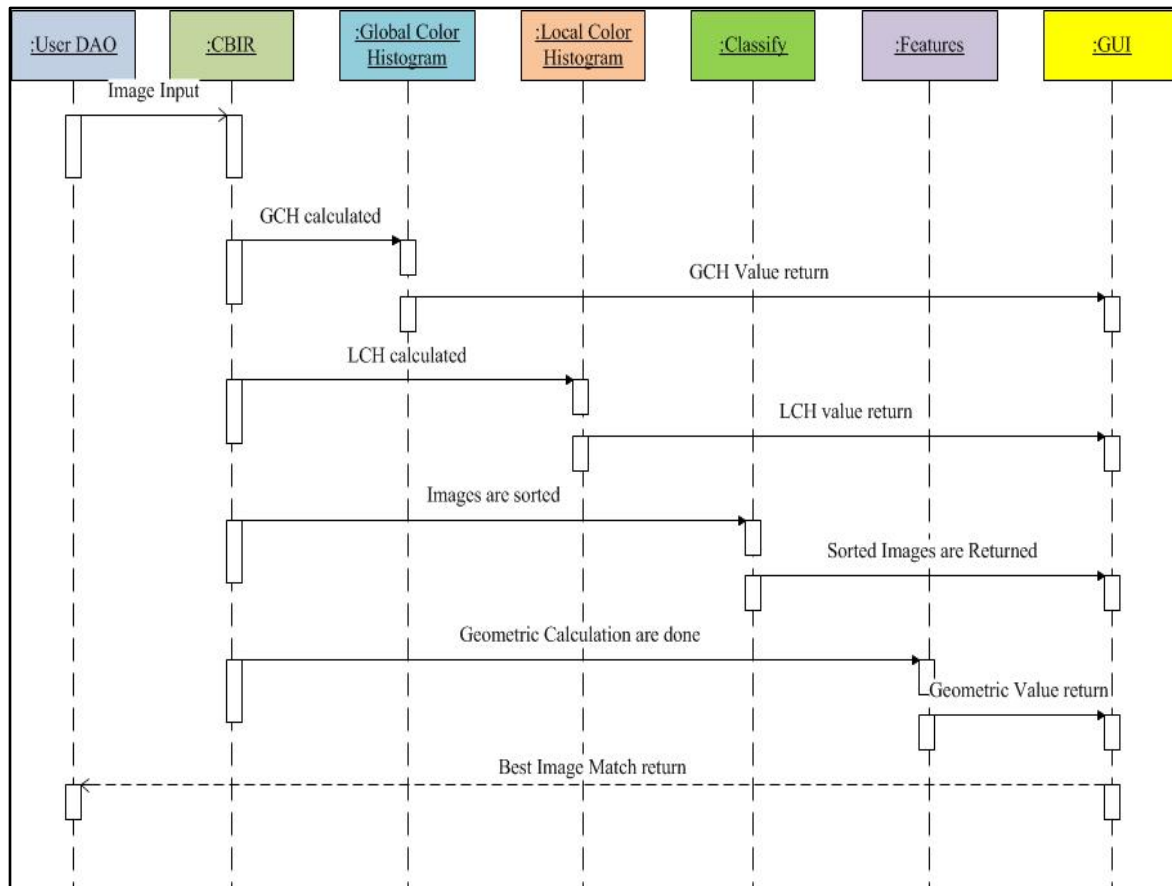 :User DAO
:CBIR
:Global Color
Histogram
:Local Color
Histogram
:Classify
:Features
:GUI
Image Input
GCH calculated
GCH Value return
LCH calculated
LCH value return
Images are sorted
Sorted Images are Returned
Geometric Calculation are done
Geometric Value return
Best Image Match return